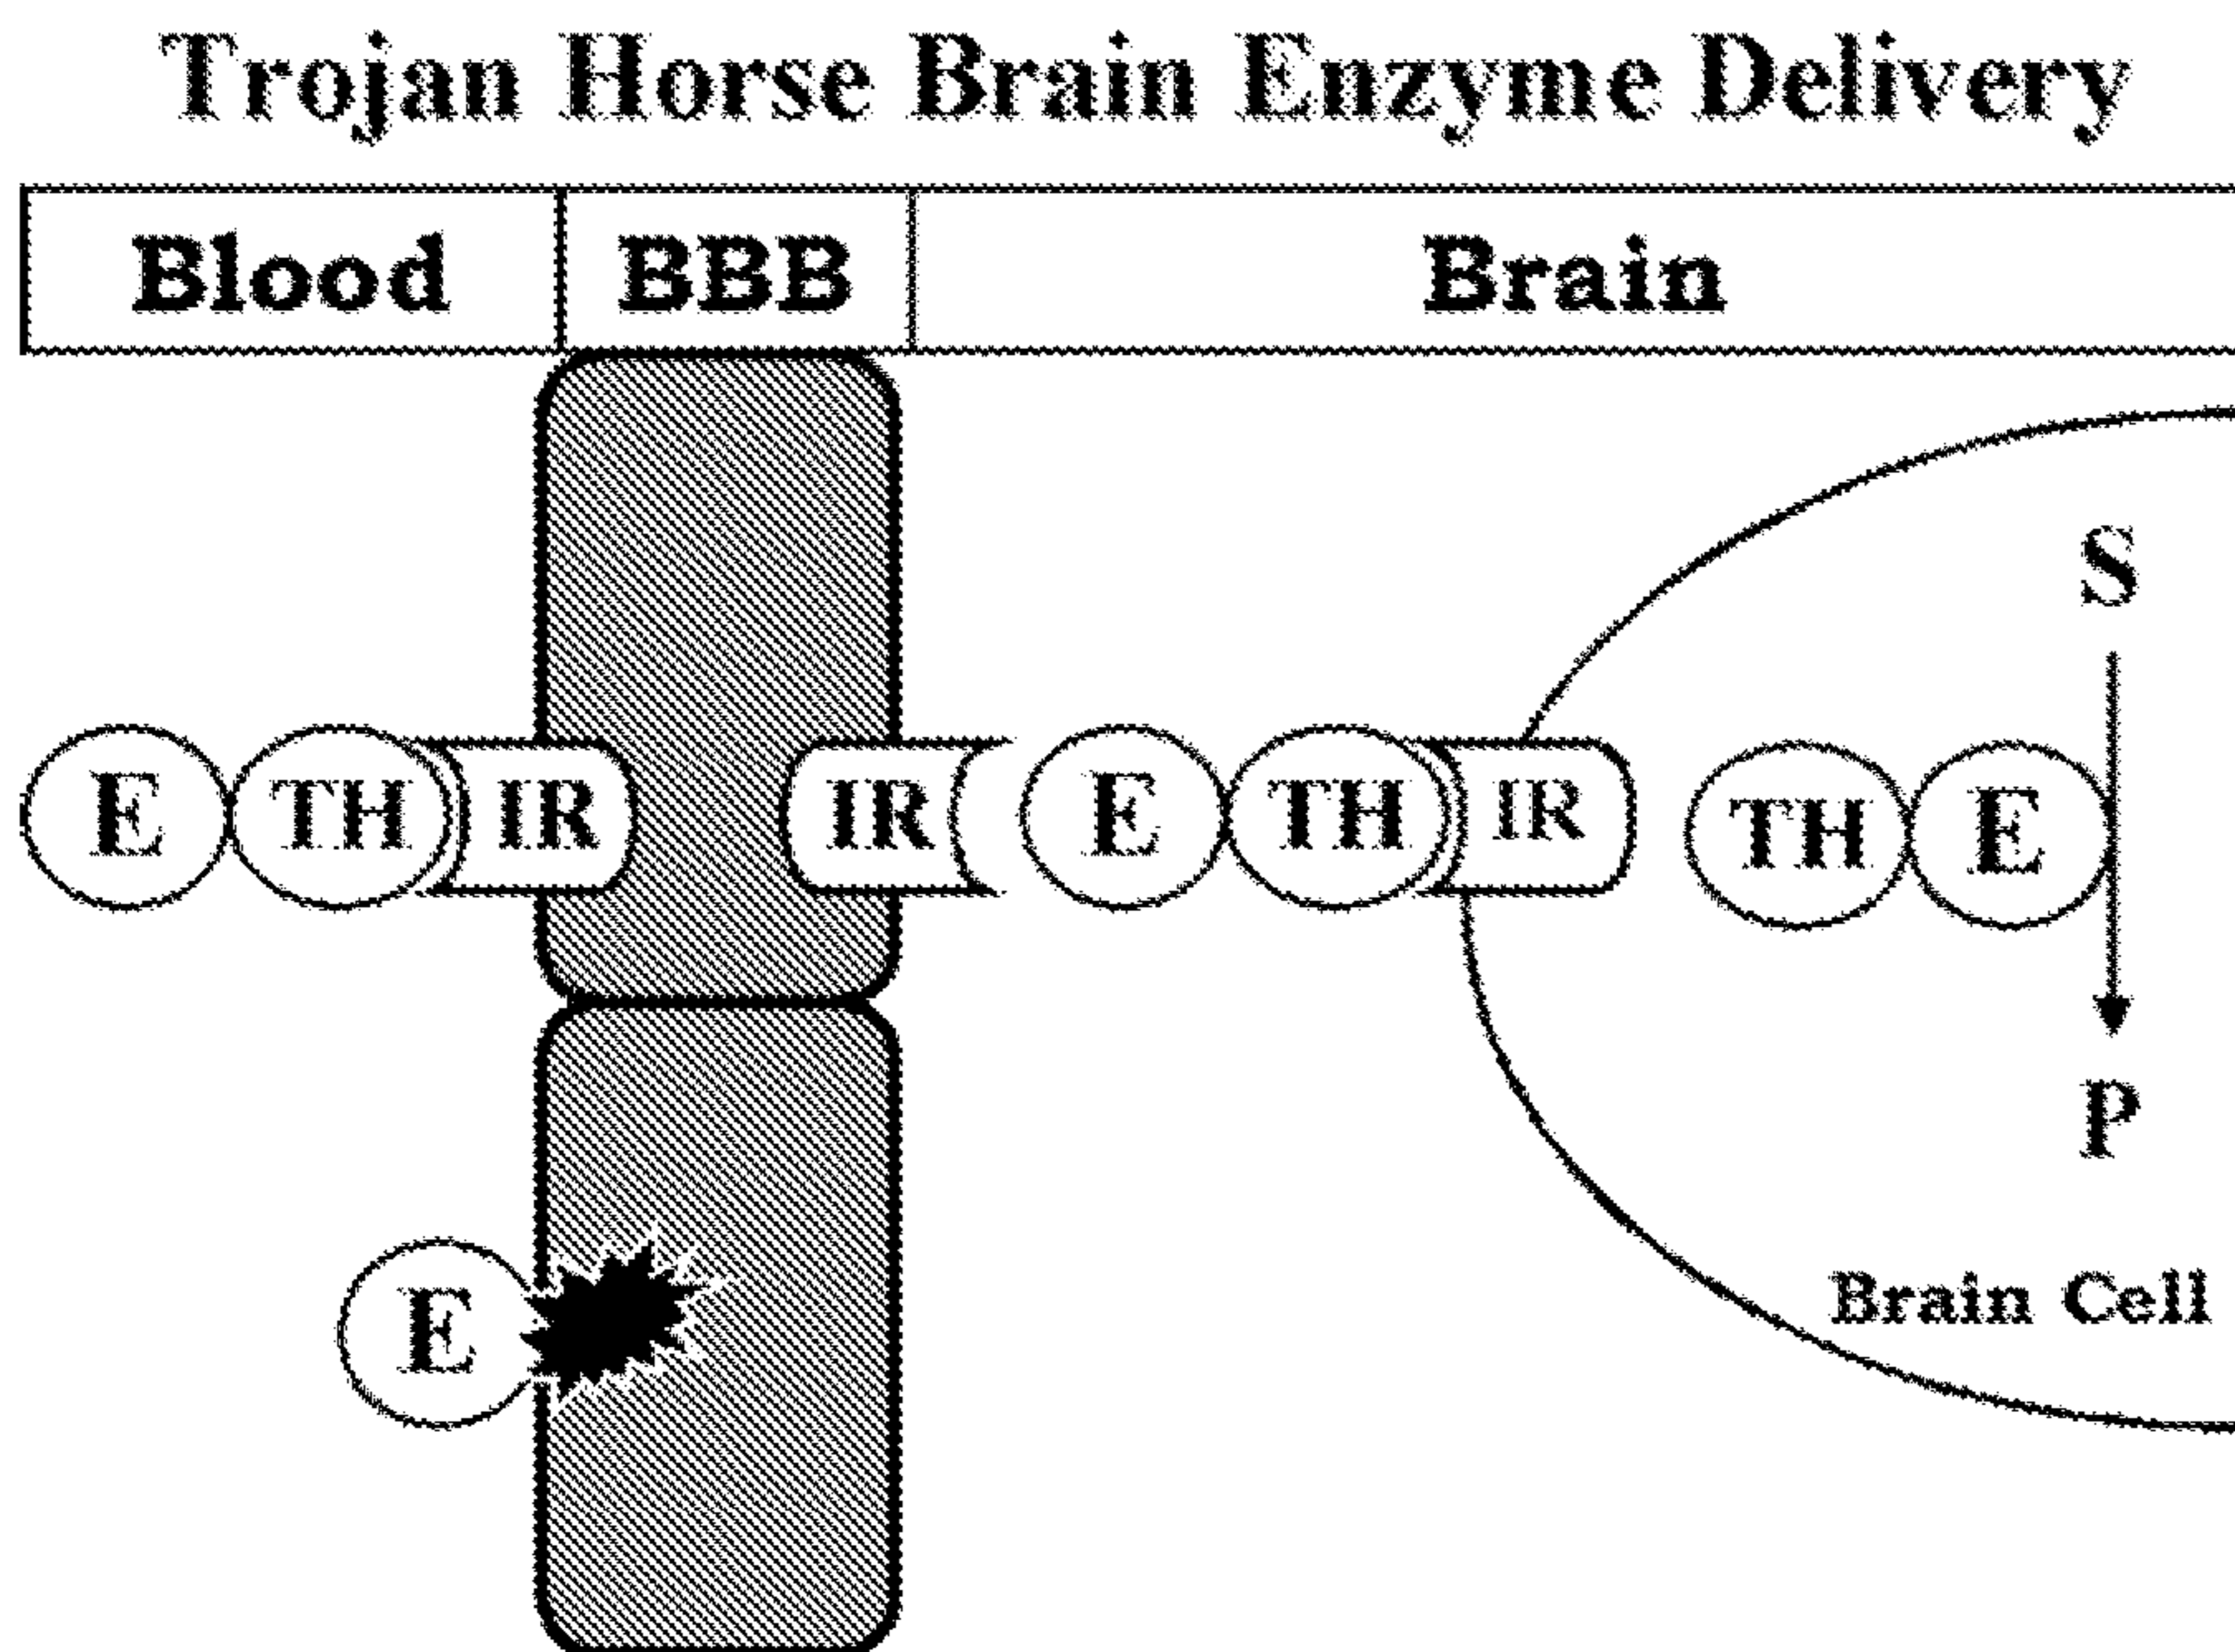 Trojan Horse Brain Enzyme Delivery
Blood BBB Brain
S
E TH IR IR E TH IR TH E
P
Brain Cell
E